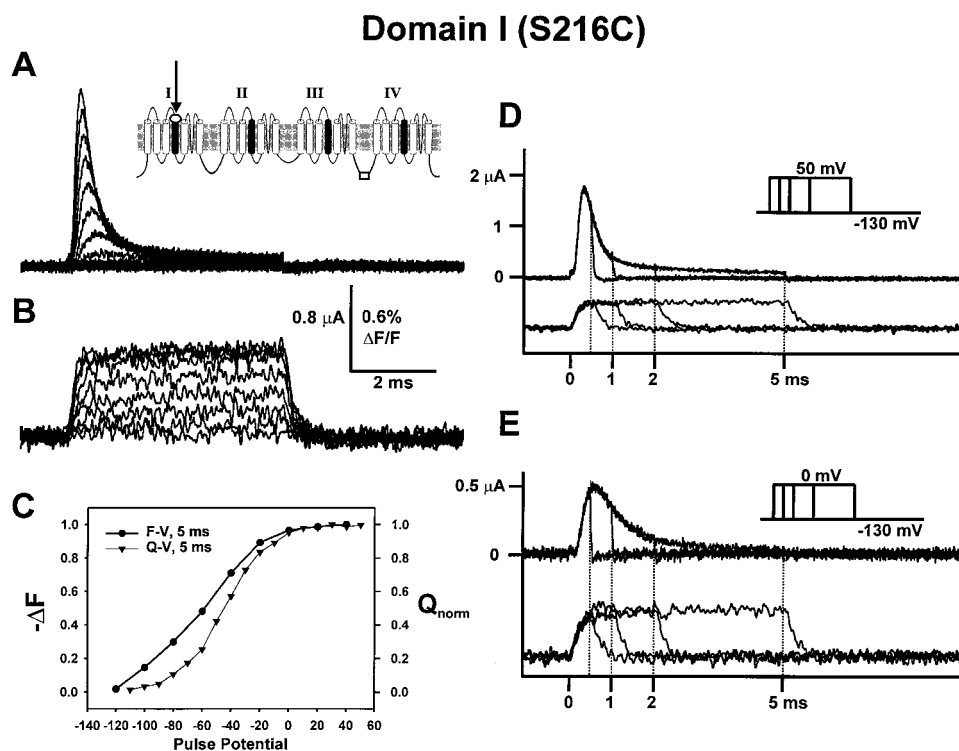 Domain I (S216C)
A
I II III IV
B
0.8 μA 0.6%
ΔF/F
2 ms
C
F-V, 5 ms
Q-V, 5 ms
1.0 1.0
0.8 0.8
0.6 0.6
0.4 0.4
0.2 0.2
0.0 0.0
-ΔF
Qnorm
-140 -120 -100 -80 -60 -40 -20 0 20 40 60
Pulse Potential
D
2 μA
1
0
50 mV
-130 mV
0 1 2 5 ms
E
0.5 μA
0
0 mV
-130 mV
0 1 2 5 ms